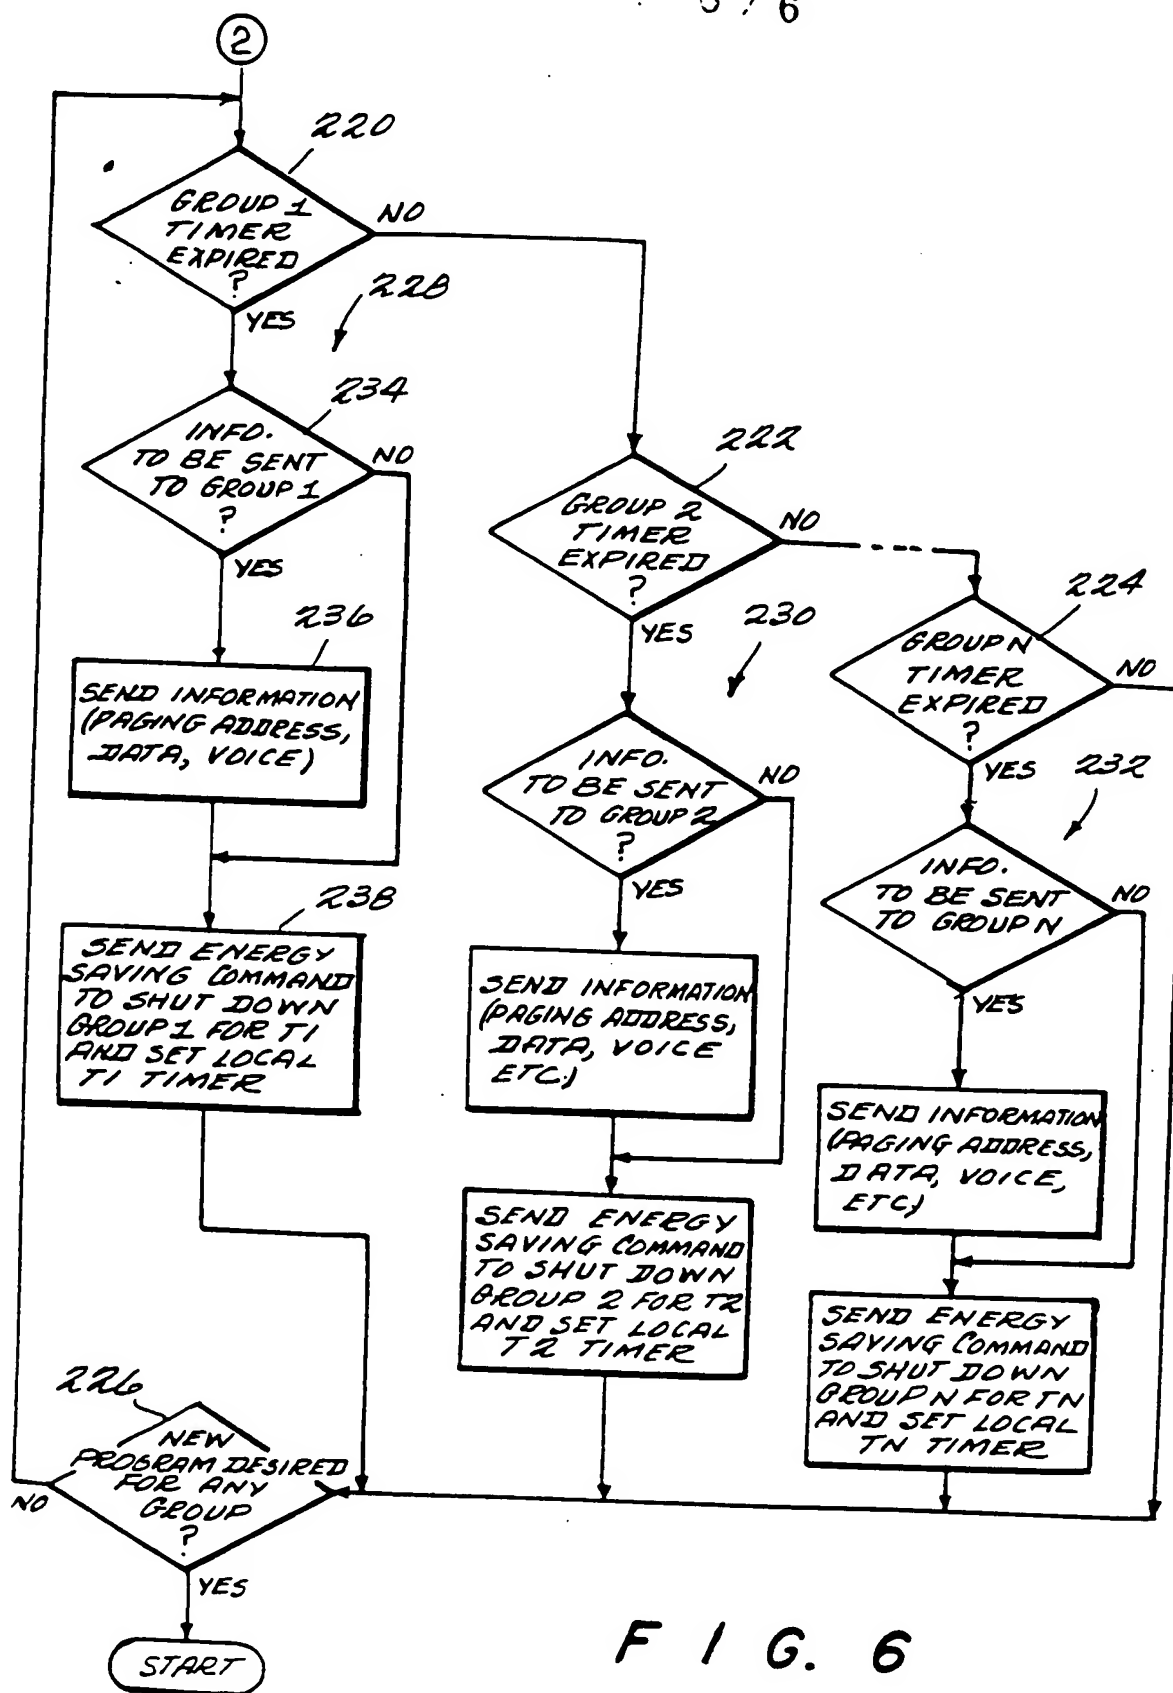 5/6
2
220
GROUP 1
TIMER
EXPIRED
?
NO
YES
228
234
INFO.
TO BE SENT
TO GROUP 1
?
NO
YES
236
SEND INFORMATION
(PAGING ADDRESS,
DATA, VOICE)
238
SEND ENERGY
SAVING COMMAND
TO SHUT DOWN
GROUP 1 FOR T1
AND SET LOCAL
T1 TIMER
222
GROUP 2
TIMER
EXPIRED
?
NO
YES
230
INFO.
TO BE SENT
TO GROUP 2
?
NO
YES
SEND INFORMATION
(PAGING ADDRESS,
DATA, VOICE
ETC.)
SEND ENERGY
SAVING COMMAND
TO SHUT DOWN
GROUP 2 FOR T2
AND SET LOCAL
T2 TIMER
224
GROUP N
TIMER
EXPIRED
?
NO
YES
232
INFO.
TO BE SENT
TO GROUP N
NO
YES
SEND INFORMATION
(PAGING ADDRESS,
DATA, VOICE,
ETC)
SEND ENERGY
SAVING COMMAND
TO SHUT DOWN
GROUP N FOR TN
AND SET LOCAL
TN TIMER
226
NEW
PROGRAM DESIRED
FOR ANY
GROUP
?
NO
YES
START
FIG. 6